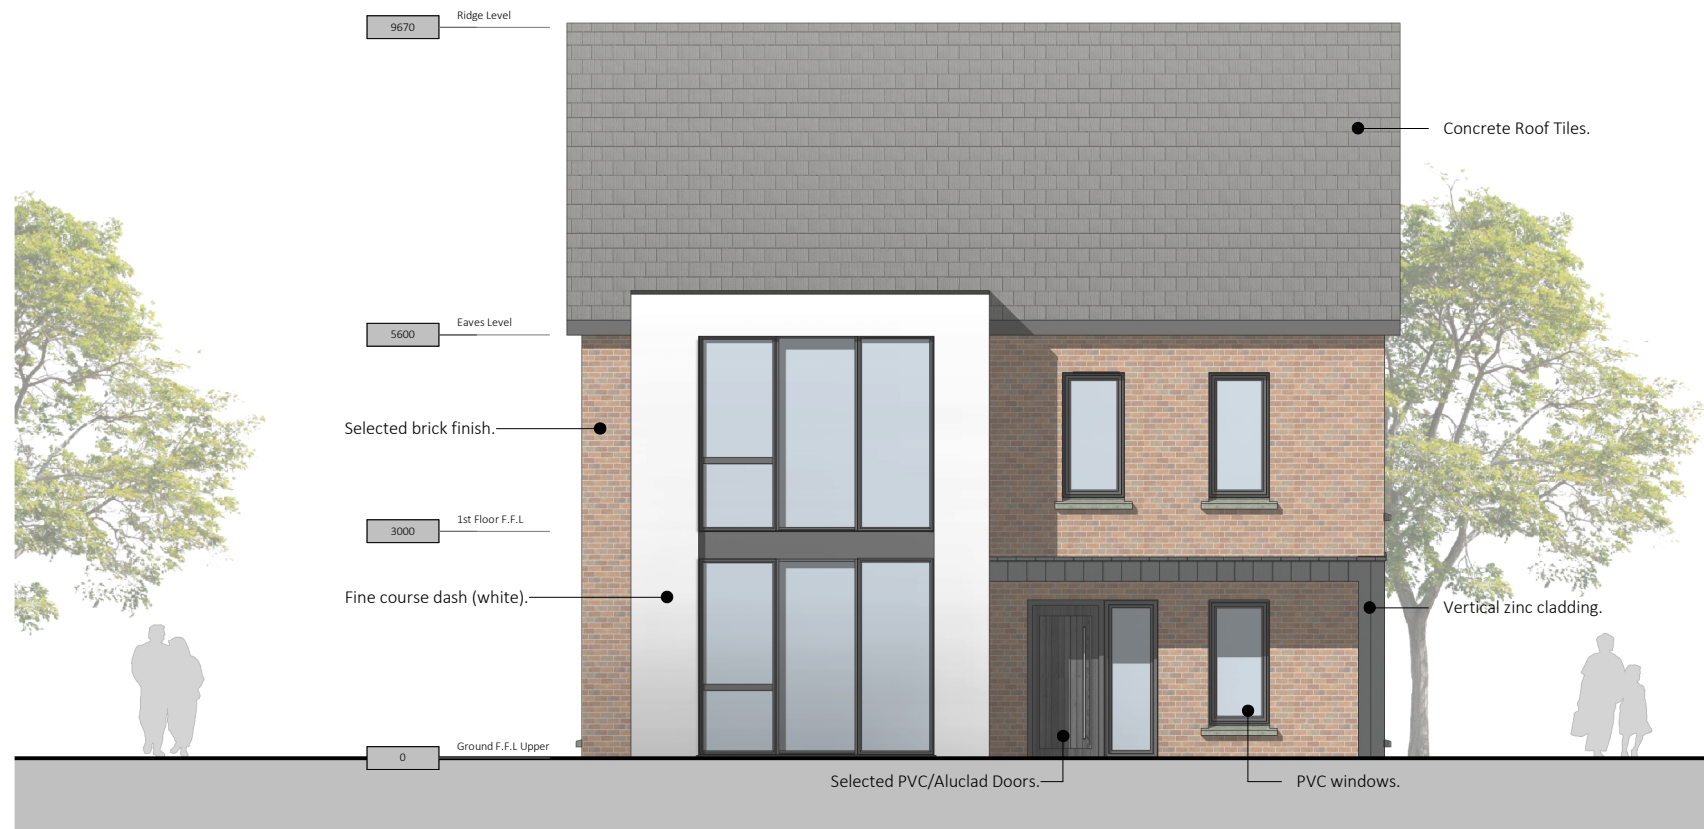 Ridge Level
9670
Concrete Roof Tiles.
Eaves Level
5600
Selected brick finish.
1st Floor F.F.L
3000
Fine course dash (white).
Vertical zinc cladding.
Ground F.F.L Upper
0
Selected PVC/Aluclad Doors.
PVC windows.